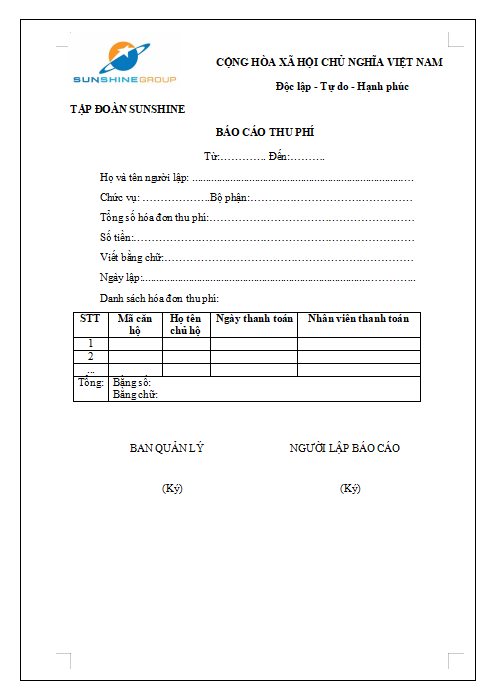 SUNSHINE GROUP
CỘNG HÒA XÃ HỘI CHỦ NGHĨA VIỆT NAM
Độc lập - Tự do - Hạnh phúc
TẬP ĐOÀN SUNSHINE
BÁO CÁO THU PHÍ
Từ:…………. Đến:……….
Họ và tên người lập: ................................................................................
Chức vụ: ………………..Bộ phận:…………………………………………
Tổng số hóa đơn thu phí:……………………………………………………
Số tiền:………………………………………………………………………
Viết bằng chữ:………………………………………………………………
Ngày lập:...................................................................................………….
Danh sách hóa đơn thu phí:
STT Mã căn hộ Họ tên chủ hộ Ngày thanh toán Nhân viên thanh toán
1
2
...
Tổng: Bằng số:
Bằng chữ:
BAN QUẢN LÝ NGƯỜI LẬP BÁO CÁO
(Ký) (Ký)